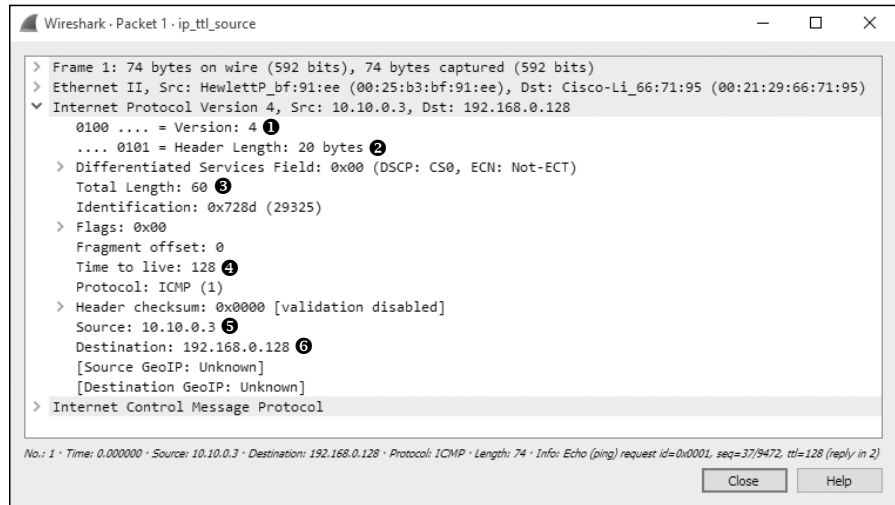 Wireshark · Packet 1 · ip_ttl_source
> Frame 1: 74 bytes on wire (592 bits), 74 bytes captured (592 bits)
> Ethernet II, Src: HewlettP_bf:91:ee (00:25:b3:bf:91:ee), Dst: Cisco-Li_66:71:95 (00:21:29:66:71:95)
Internet Protocol Version 4, Src: 10.10.0.3, Dst: 192.168.0.128
0100 .... = Version: 4 ❶
.... 0101 = Header Length: 20 bytes ❷
> Differentiated Services Field: 0x00 (DSCP: CS0, ECN: Not-ECT)
Total Length: 60 ❸
Identification: 0x728d (29325)
> Flags: 0x00
Fragment offset: 0
Time to live: 128 ❹
Protocol: ICMP (1)
> Header checksum: 0x0000 [validation disabled]
Source: 10.10.0.3 ❺
Destination: 192.168.0.128 ❻
[Source GeoIP: Unknown]
[Destination GeoIP: Unknown]
> Internet Control Message Protocol
No.: 1 · Time: 0.000000 · Source: 10.10.0.3 · Destination: 192.168.0.128 · Protocol: ICMP · Length: 74 · Info: Echo (ping) request id=0x0001, seq=37/9472, ttl=128 (reply in 2)
Close Help